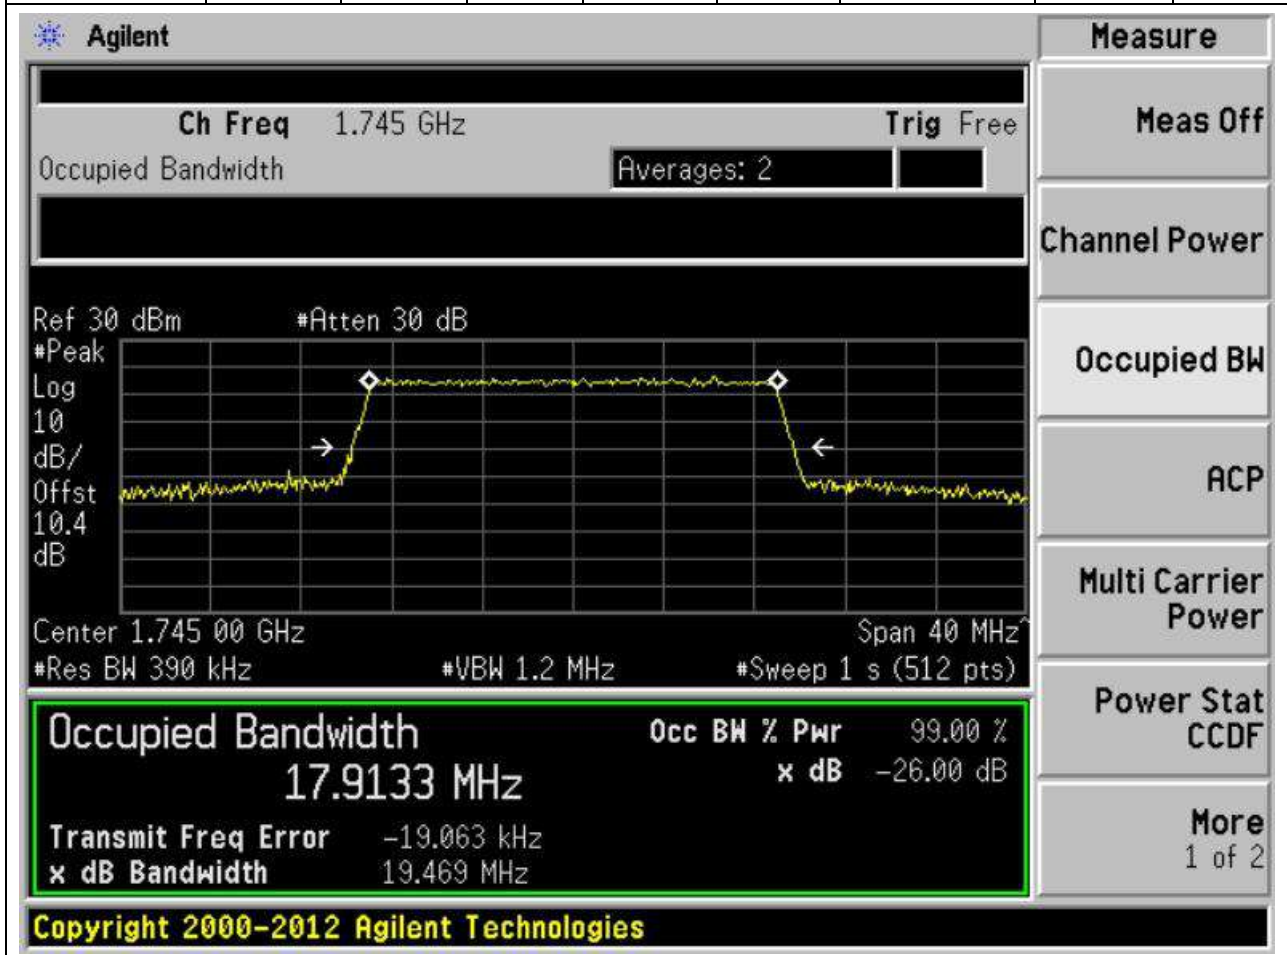 Agilent
Measure
Ch Freq 1.745 GHz Trig Free
Occupied Bandwidth Averages: 2
Meas Off
Channel Power
Occupied BW
ACP
Multi Carrier
Power
Power Stat
CCDF
More
1 of 2
Ref 30 dBm #Atten 30 dB
#Peak
Log
10
dB/
Offst
10.4
dB
Center 1.745 00 GHz Span 40 MHz^
#Res BW 390 kHz #VBW 1.2 MHz #Sweep 1 s (512 pts)
Occupied Bandwidth Occ BW % Pwr 99.00 %
17.9133 MHz x dB -26.00 dB
Transmit Freq Error -19.063 kHz
x dB Bandwidth 19.469 MHz
Copyright 2000-2012 Agilent Technologies